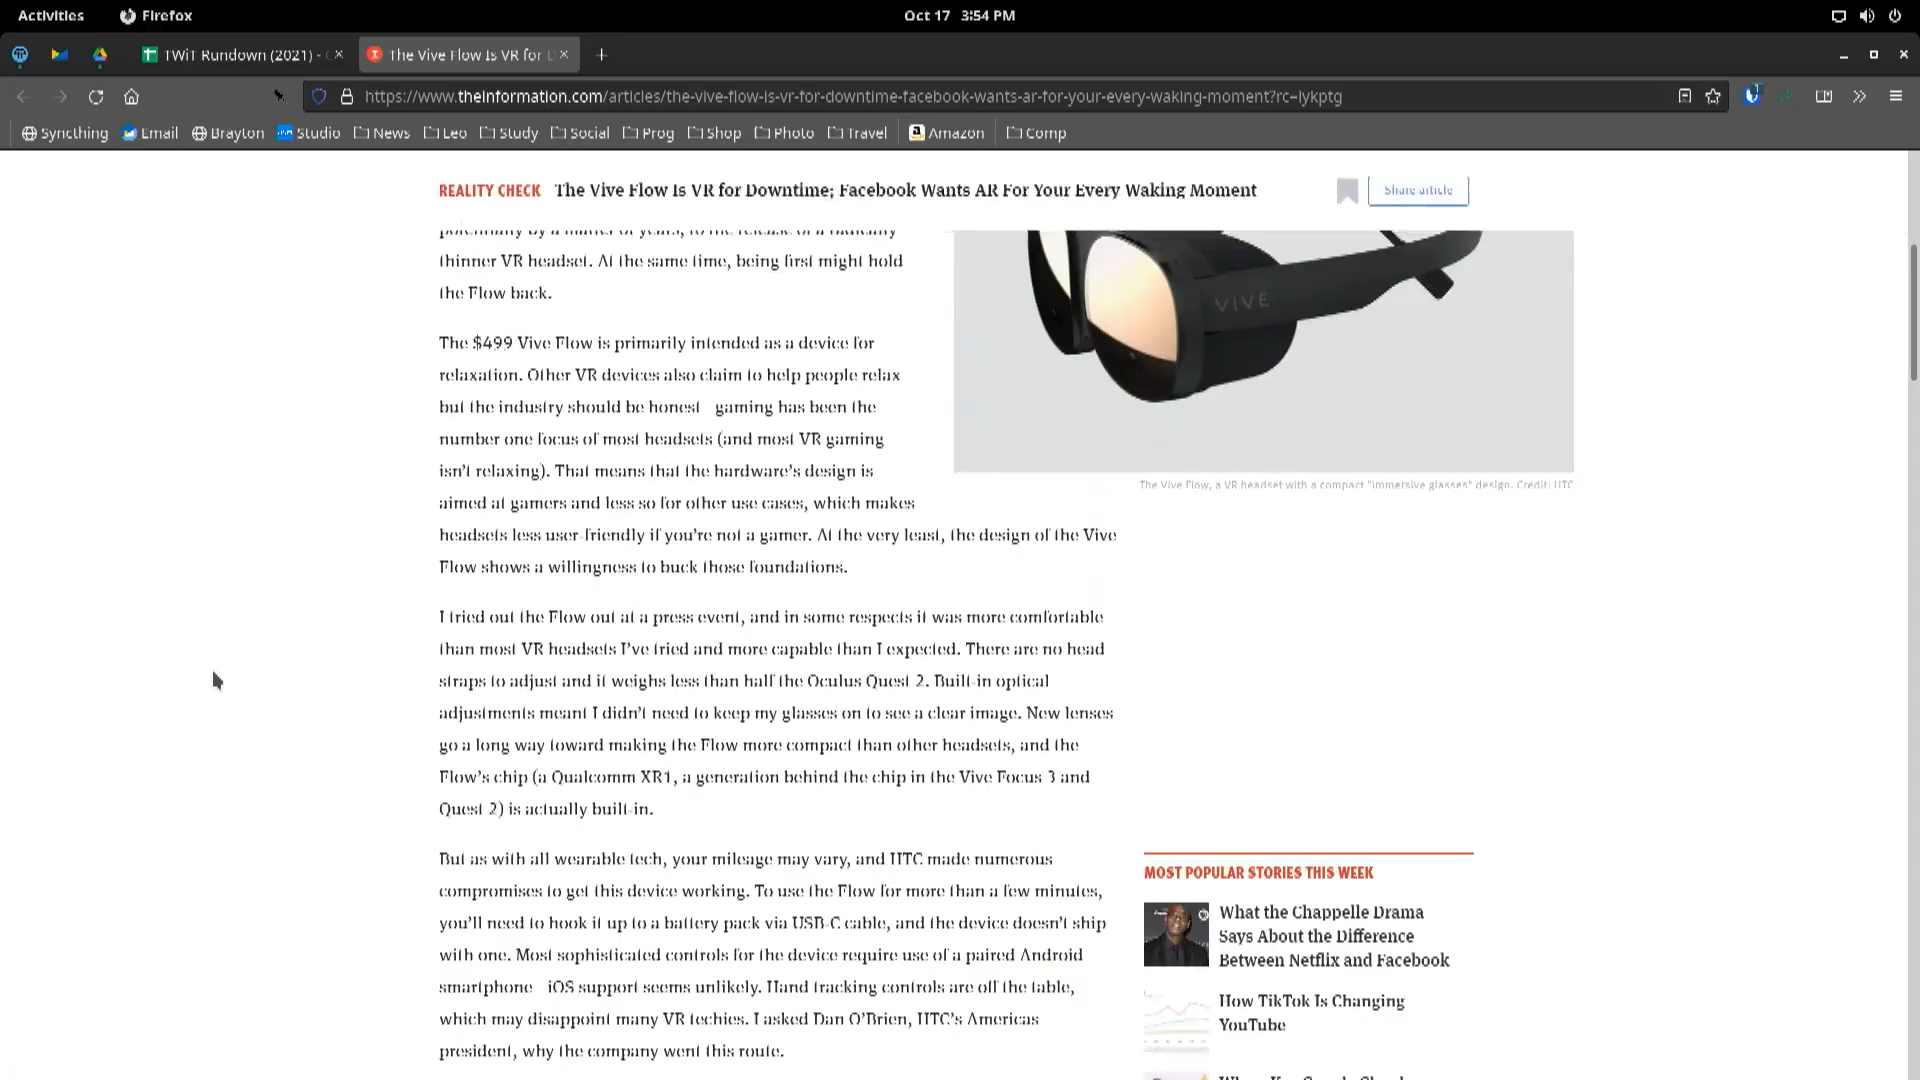 Activities Firefox Oct 17 3:54 PM
TWiT Rundown (2021) - The Vive Flow Is VR for D
https://www.theinformation.com/articles/the-vive-flow-is-vr-for-downtime-facebook-wants-ar-for-your-every-waking-moment?rc=lykptg
Syncthing Email Brayton Studio News Leo Study Social Prog Shop Photo Travel Amazon Comp
REALITY CHECK The Vive Flow Is VR for Downtime; Facebook Wants AR For Your Every Waking Moment Share article
potentially by a matter of years, to the release of a radically
thinner VR headset. At the same time, being first might hold
the Flow back.
VIVE
The Vive Flow, a VR headset with a compact "immersive glasses" design. Credit: HTC
The $499 Vive Flow is primarily intended as a device for
relaxation. Other VR devices also claim to help people relax
but the industry should be honest gaming has been the
number one focus of most headsets (and most VR gaming
isn’t relaxing). That means that the hardware’s design is
aimed at gamers and less so for other use cases, which makes
headsets less user-friendly if you’re not a gamer. At the very least, the design of the Vive
Flow shows a willingness to buck those foundations.
I tried out the Flow out at a press event, and in some respects it was more comfortable
than most VR headsets I’ve tried and more capable than I expected. There are no head
straps to adjust and it weighs less than half the Oculus Quest 2. Built-in optical
adjustments meant I didn’t need to keep my glasses on to see a clear image. New lenses
go a long way toward making the Flow more compact than other headsets, and the
Flow’s chip (a Qualcomm XR1, a generation behind the chip in the Vive Focus 3 and
Quest 2) is actually built-in.
But as with all wearable tech, your mileage may vary, and HTC made numerous
compromises to get this device working. To use the Flow for more than a few minutes,
you’ll need to hook it up to a battery pack via USB-C cable, and the device doesn’t ship
with one. Most sophisticated controls for the device require use of a paired Android
smartphone iOS support seems unlikely. Hand tracking controls are off the table,
which may disappoint many VR techies. I asked Dan O’Brien, HTC’s Americas
president, why the company went this route.
MOST POPULAR STORIES THIS WEEK
What the Chappelle Drama
Says About the Difference
Between Netflix and Facebook
How TikTok Is Changing
YouTube